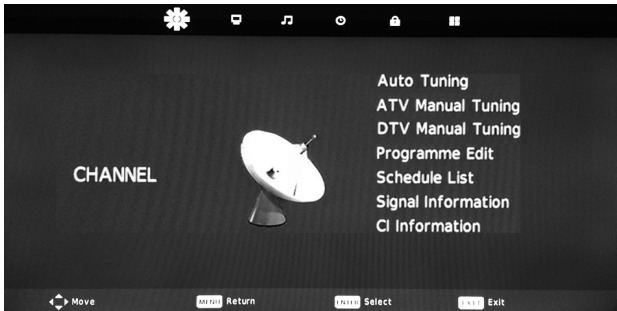 CHANNEL
Auto Tuning
ATV Manual Tuning
DTV Manual Tuning
Programme Edit
Schedule List
Signal Information
CI Information
Move
MENU Return
ENTER Select
EXIT Exit